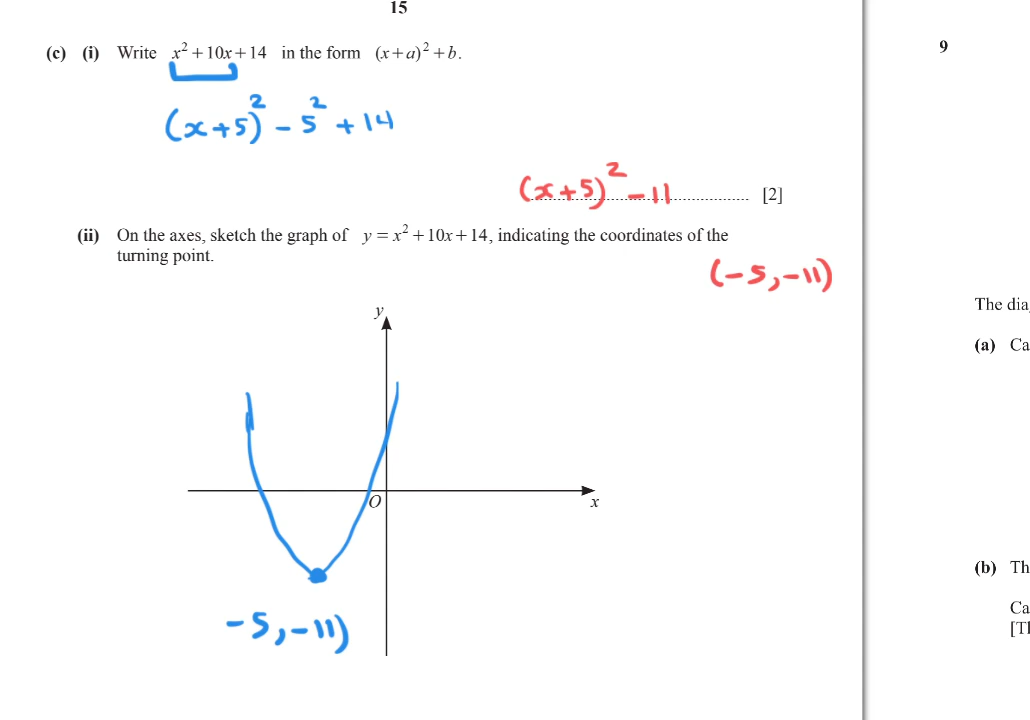 15
(c) (i) Write x² + 10x + 14 in the form (x + a)² + b.
(x+5)² - 5² + 14
(x+5)² - 11 [2]
(ii) On the axes, sketch the graph of y = x² + 10x + 14, indicating the coordinates of the
turning point.
(-5, -11)
y
O
x
-5, -11)
9
The dia
(a) Ca
(b) Th
Ca
[Tl